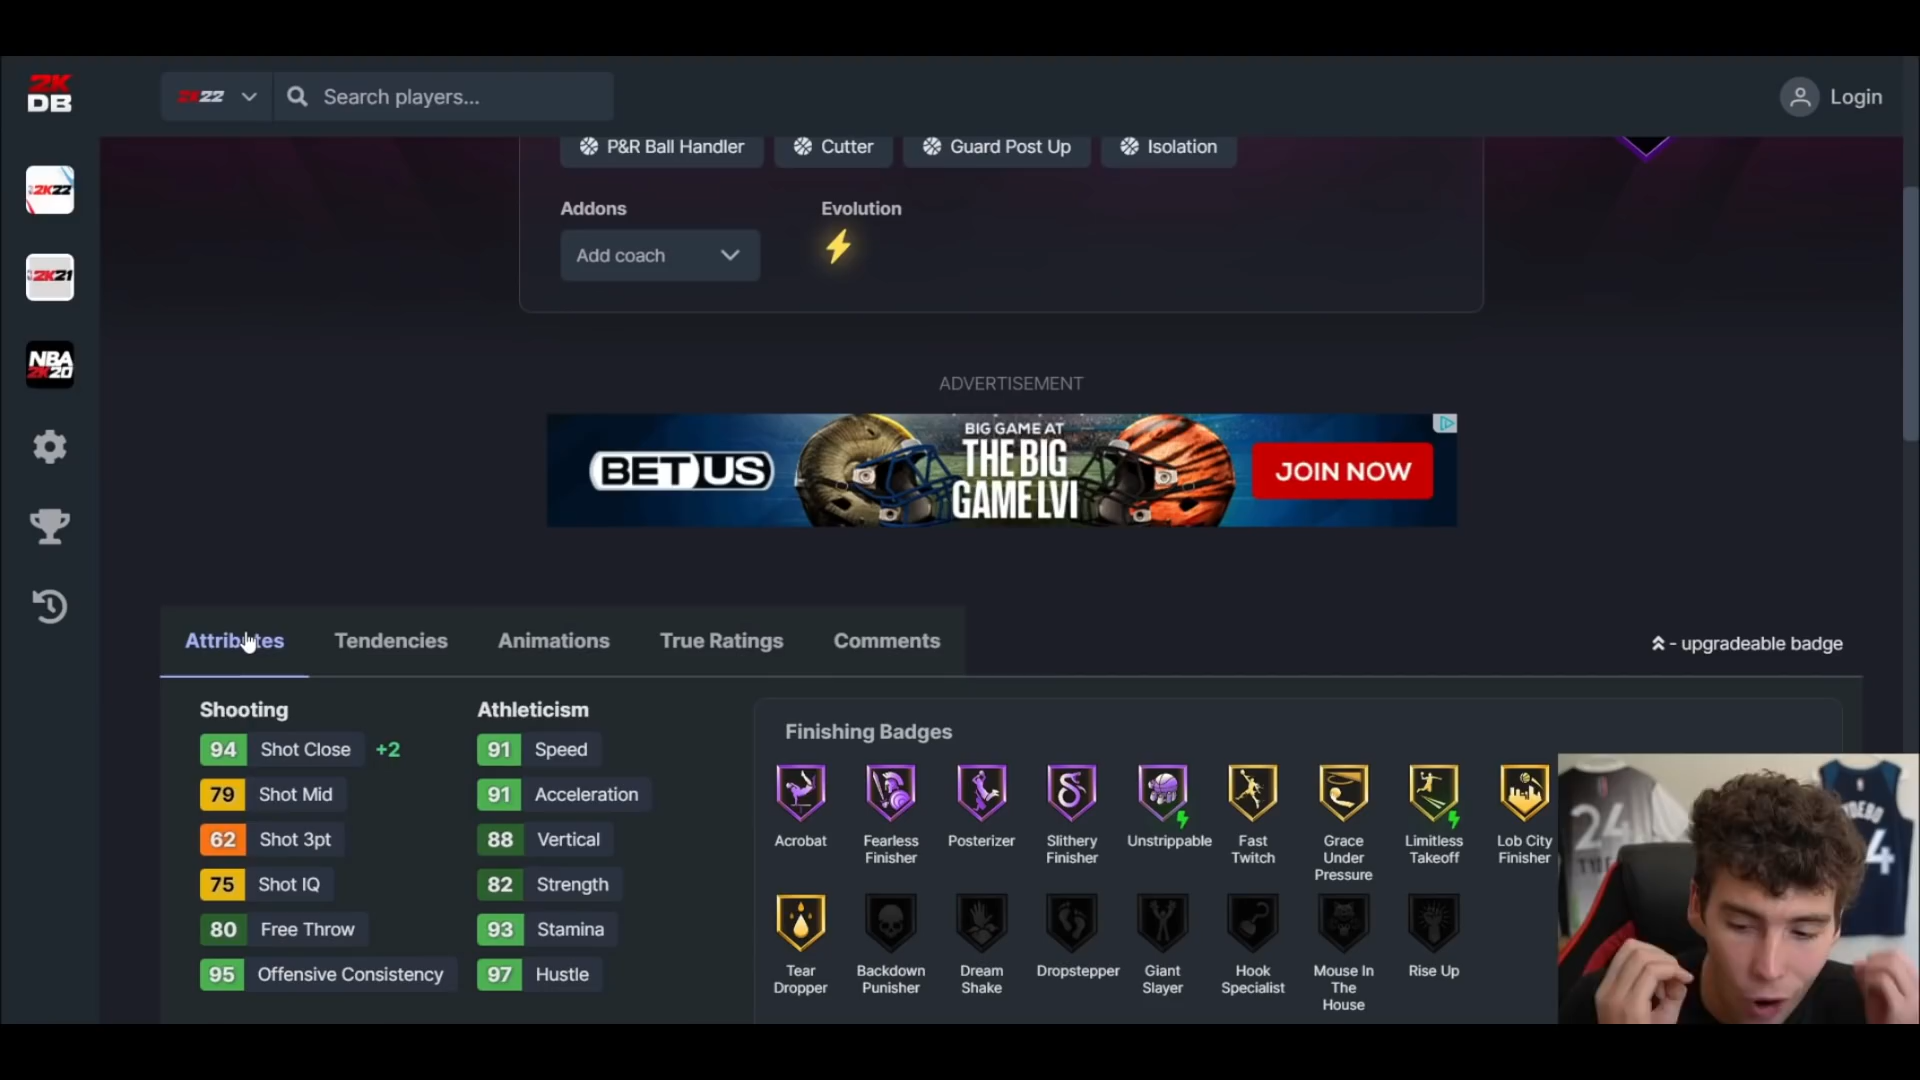 2K
DB
2K22
Search players...
Login
2K22
2K21
NBA
2K20
P&R Ball Handler
Cutter
Guard Post Up
Isolation
Addons
Evolution
Add coach
ADVERTISEMENT
BETUS
BIG GAME AT
THE BIG
GAME LVI
JOIN NOW
Attributes
Tendencies
Animations
True Ratings
Comments
- upgradeable badge
Shooting
94 Shot Close +2
79 Shot Mid
62 Shot 3pt
75 Shot IQ
80 Free Throw
95 Offensive Consistency
Athleticism
91 Speed
91 Acceleration
88 Vertical
82 Strength
93 Stamina
97 Hustle
Finishing Badges
Acrobat
Fearless
Finisher
Posterizer
Slithery
Finisher
Unstrippable
Fast
Twitch
Grace
Under
Pressure
Limitless
Takeoff
Lob City
Finisher
Tear
Dropper
Backdown
Punisher
Dream
Shake
Dropstepper
Giant
Slayer
Hook
Specialist
Mouse In
The
House
Rise Up
24
4